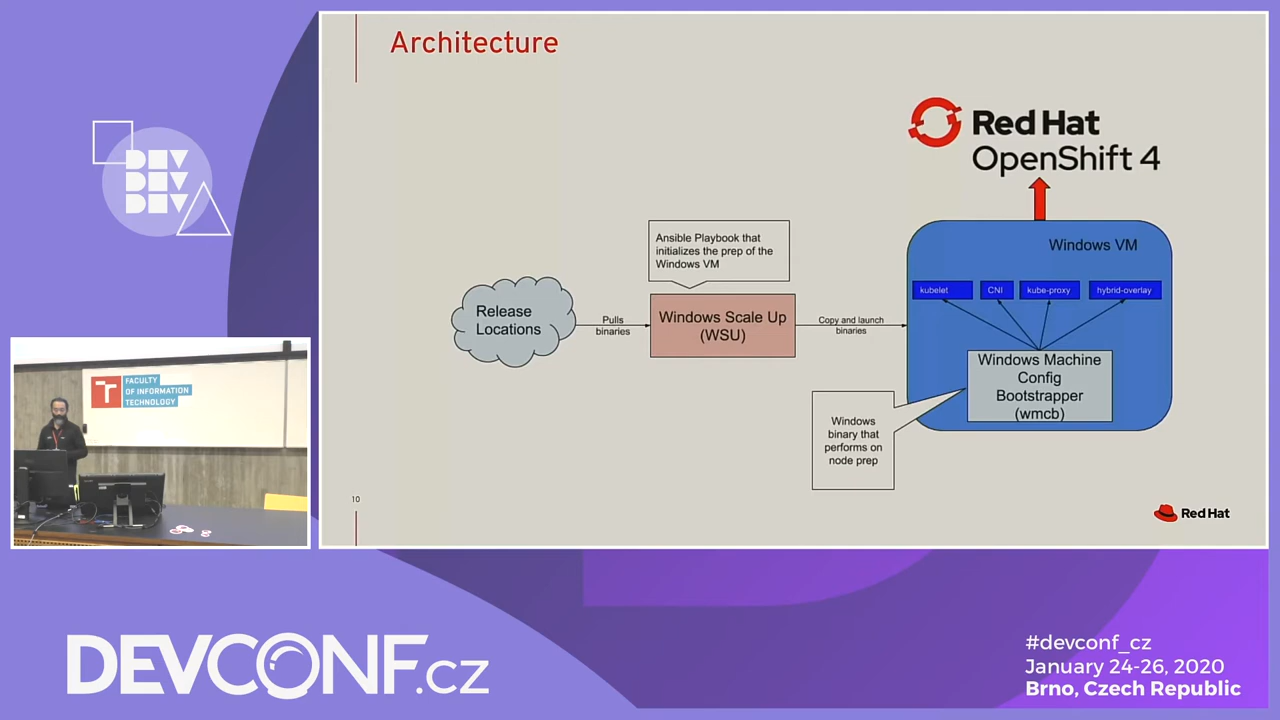 Architecture
Red Hat
OpenShift 4
DEV
DEV
DEV
Ansible Playbook that
initializes the prep of the
Windows VM
Windows VM
kubelet
CNI
kube-proxy
hybrid-overlay
Release
Locations
Pulls
binaries
Windows Scale Up
(WSU)
Copy and launch
binaries
Windows Machine
Config
Bootstrapper
(wmcb)
Windows
binary that
performs on
node prep
T
FACULTY
OF INFORMATION
TECHNOLOGY
10
Red Hat
DEVCONF.cz
#devconf_cz
January 24-26, 2020
Brno, Czech Republic